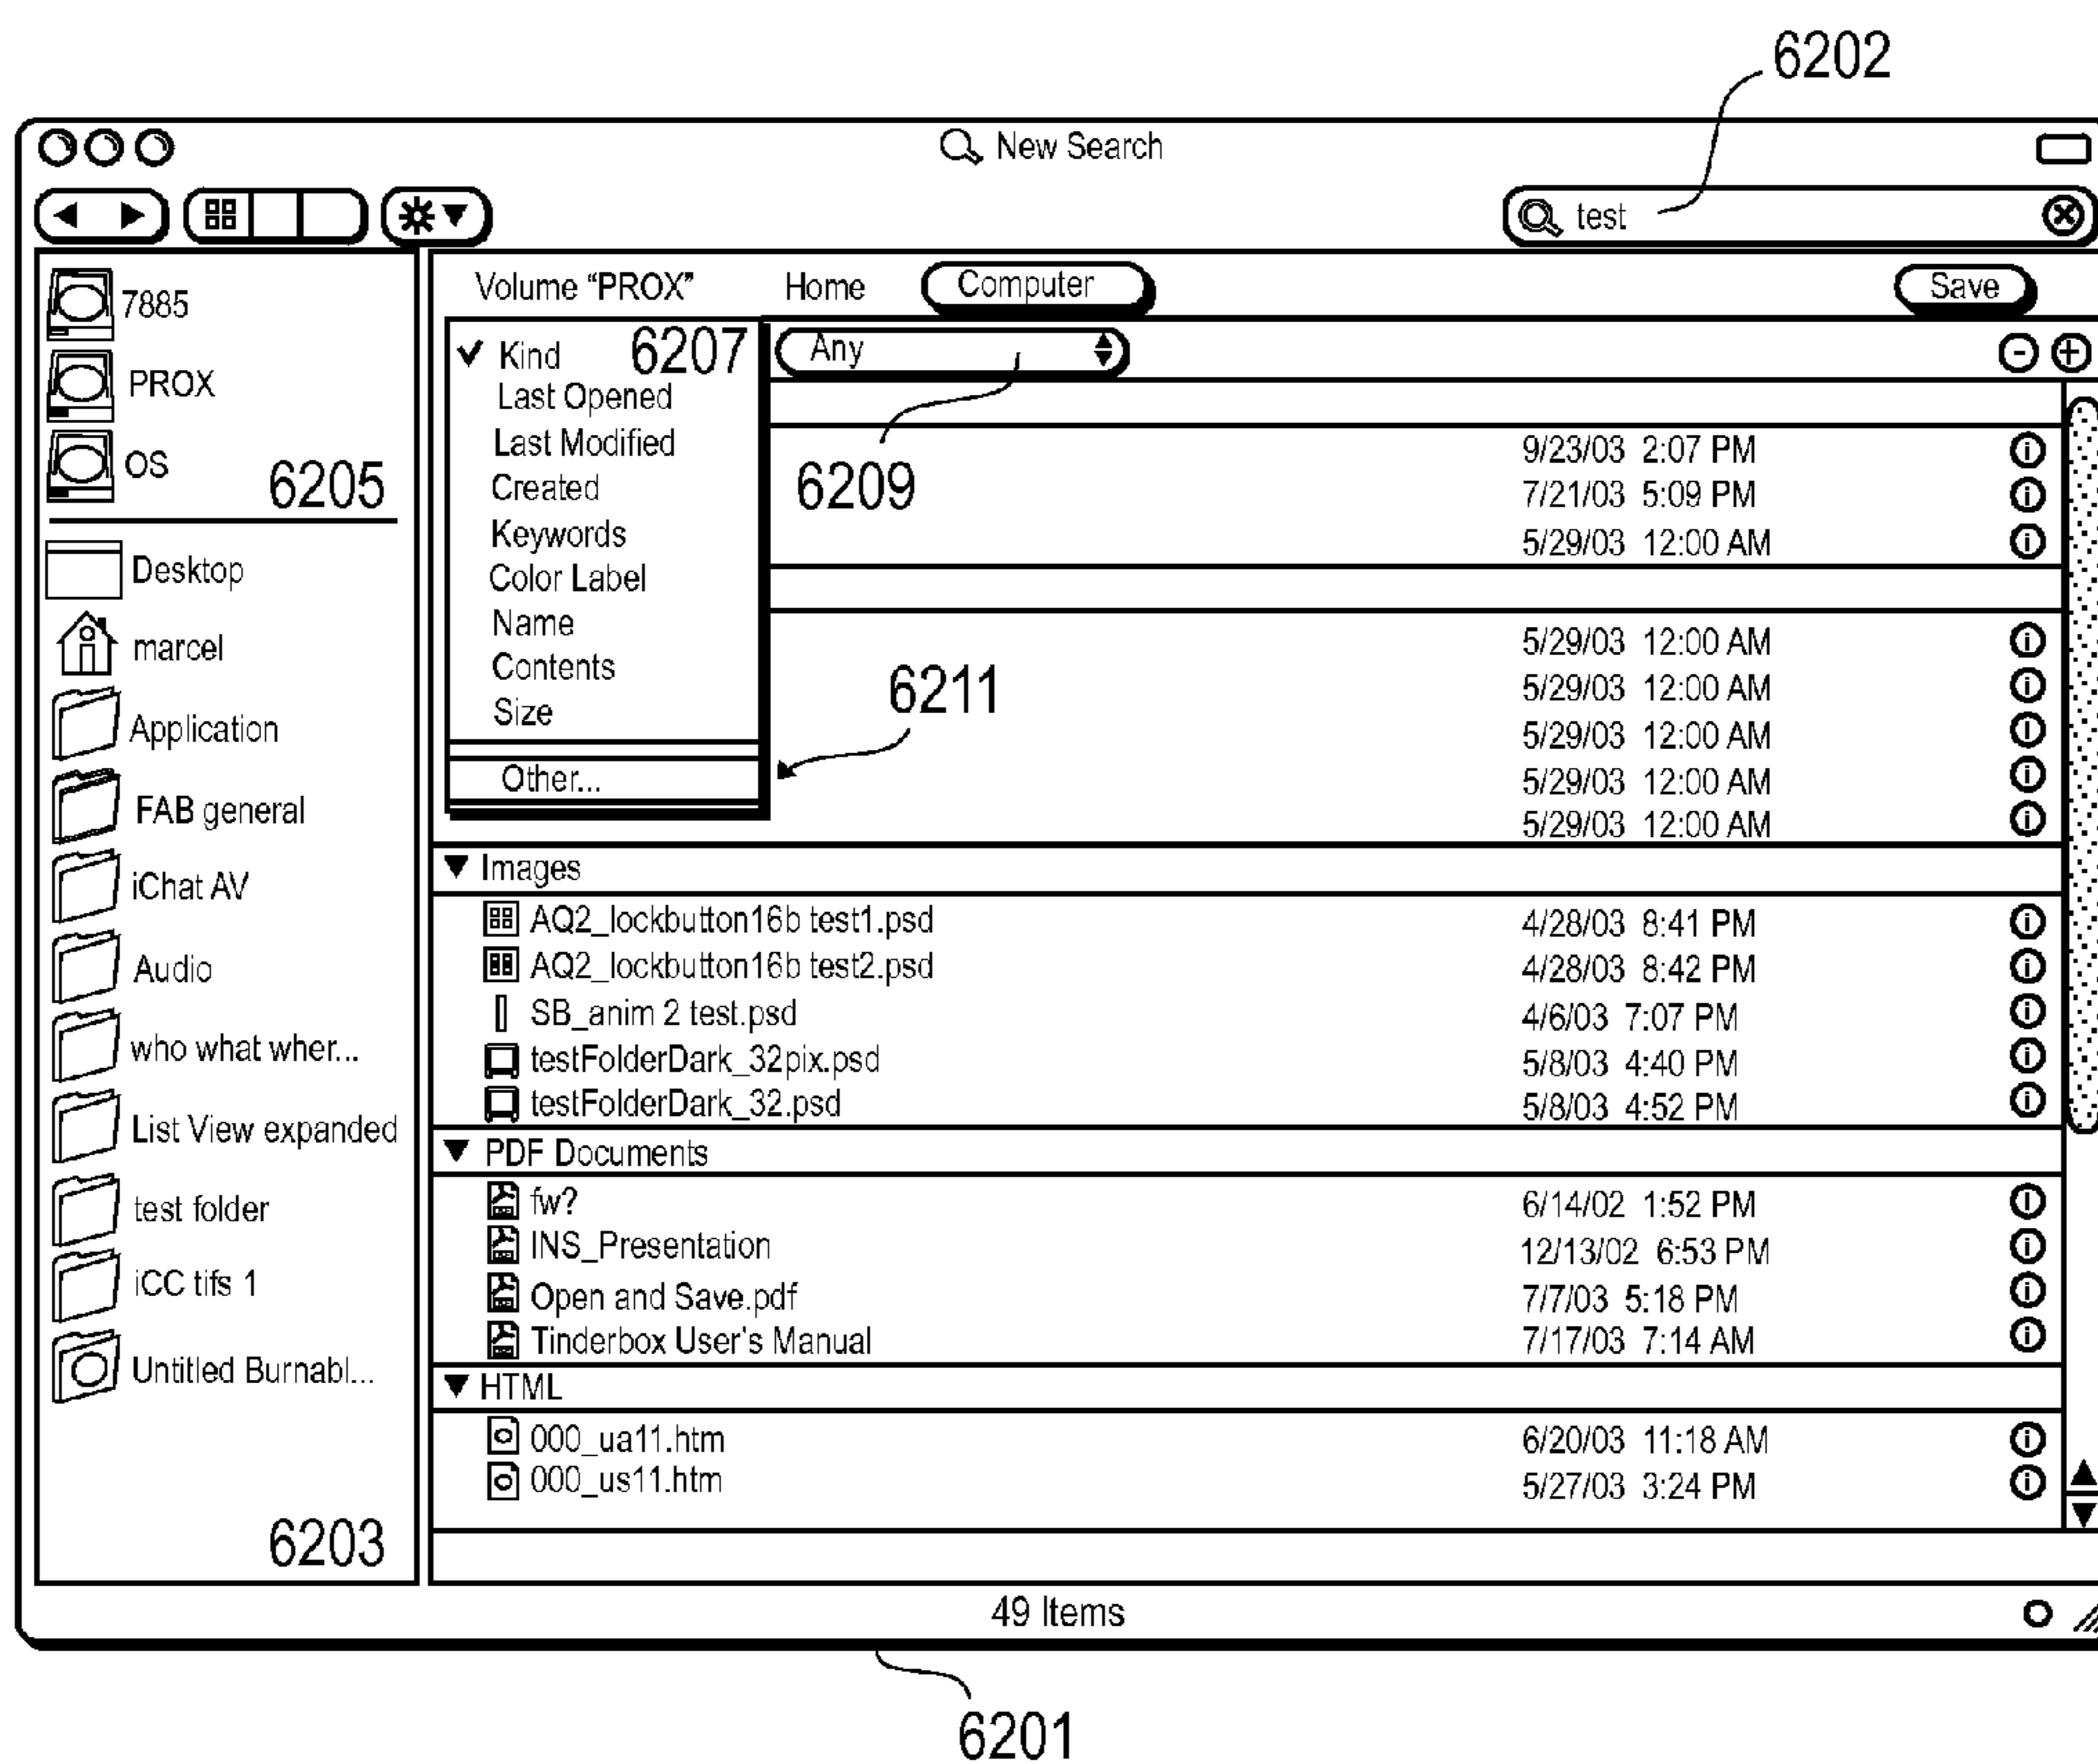 6202
New Search
test
7885
PROX
OS
6205
Desktop
marcel
Application
FAB general
iChat AV
Audio
who what wher...
List View expanded
test folder
iCC tifs 1
Untitled Burnabl...
6203
Volume “PROX” Home Computer Save
Kind 6207 Any
Last Opened
Last Modified
Created
Keywords
Color Label
Name
Contents
Size
Other...
6209
6211
9/23/03 2:07 PM
7/21/03 5:09 PM
5/29/03 12:00 AM
5/29/03 12:00 AM
5/29/03 12:00 AM
5/29/03 12:00 AM
5/29/03 12:00 AM
5/29/03 12:00 AM
Images
AQ2_lockbutton16b test1.psd 4/28/03 8:41 PM
AQ2_lockbutton16b test2.psd 4/28/03 8:42 PM
SB_anim 2 test.psd 4/6/03 7:07 PM
testFolderDark_32pix.psd 5/8/03 4:40 PM
testFolderDark_32.psd 5/8/03 4:52 PM
PDF Documents
fw? 6/14/02 1:52 PM
INS_Presentation 12/13/02 6:53 PM
Open and Save.pdf 7/7/03 5:18 PM
Tinderbox User's Manual 7/17/03 7:14 AM
HTML
000_ua11.htm 6/20/03 11:18 AM
000_us11.htm 5/27/03 3:24 PM
49 Items
6201